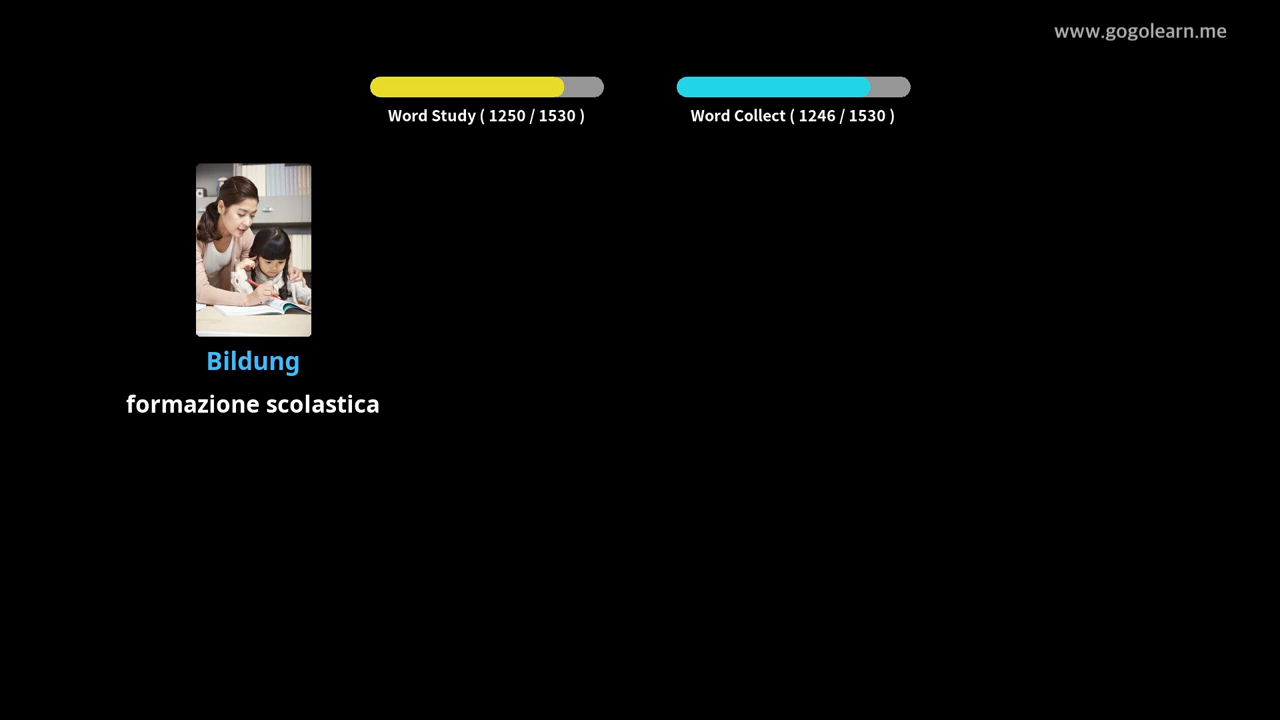 www.gogolearn.me
Word Study ( 1250 / 1530 )
Word Collect ( 1246 / 1530 )
Bildung
formazione scolastica